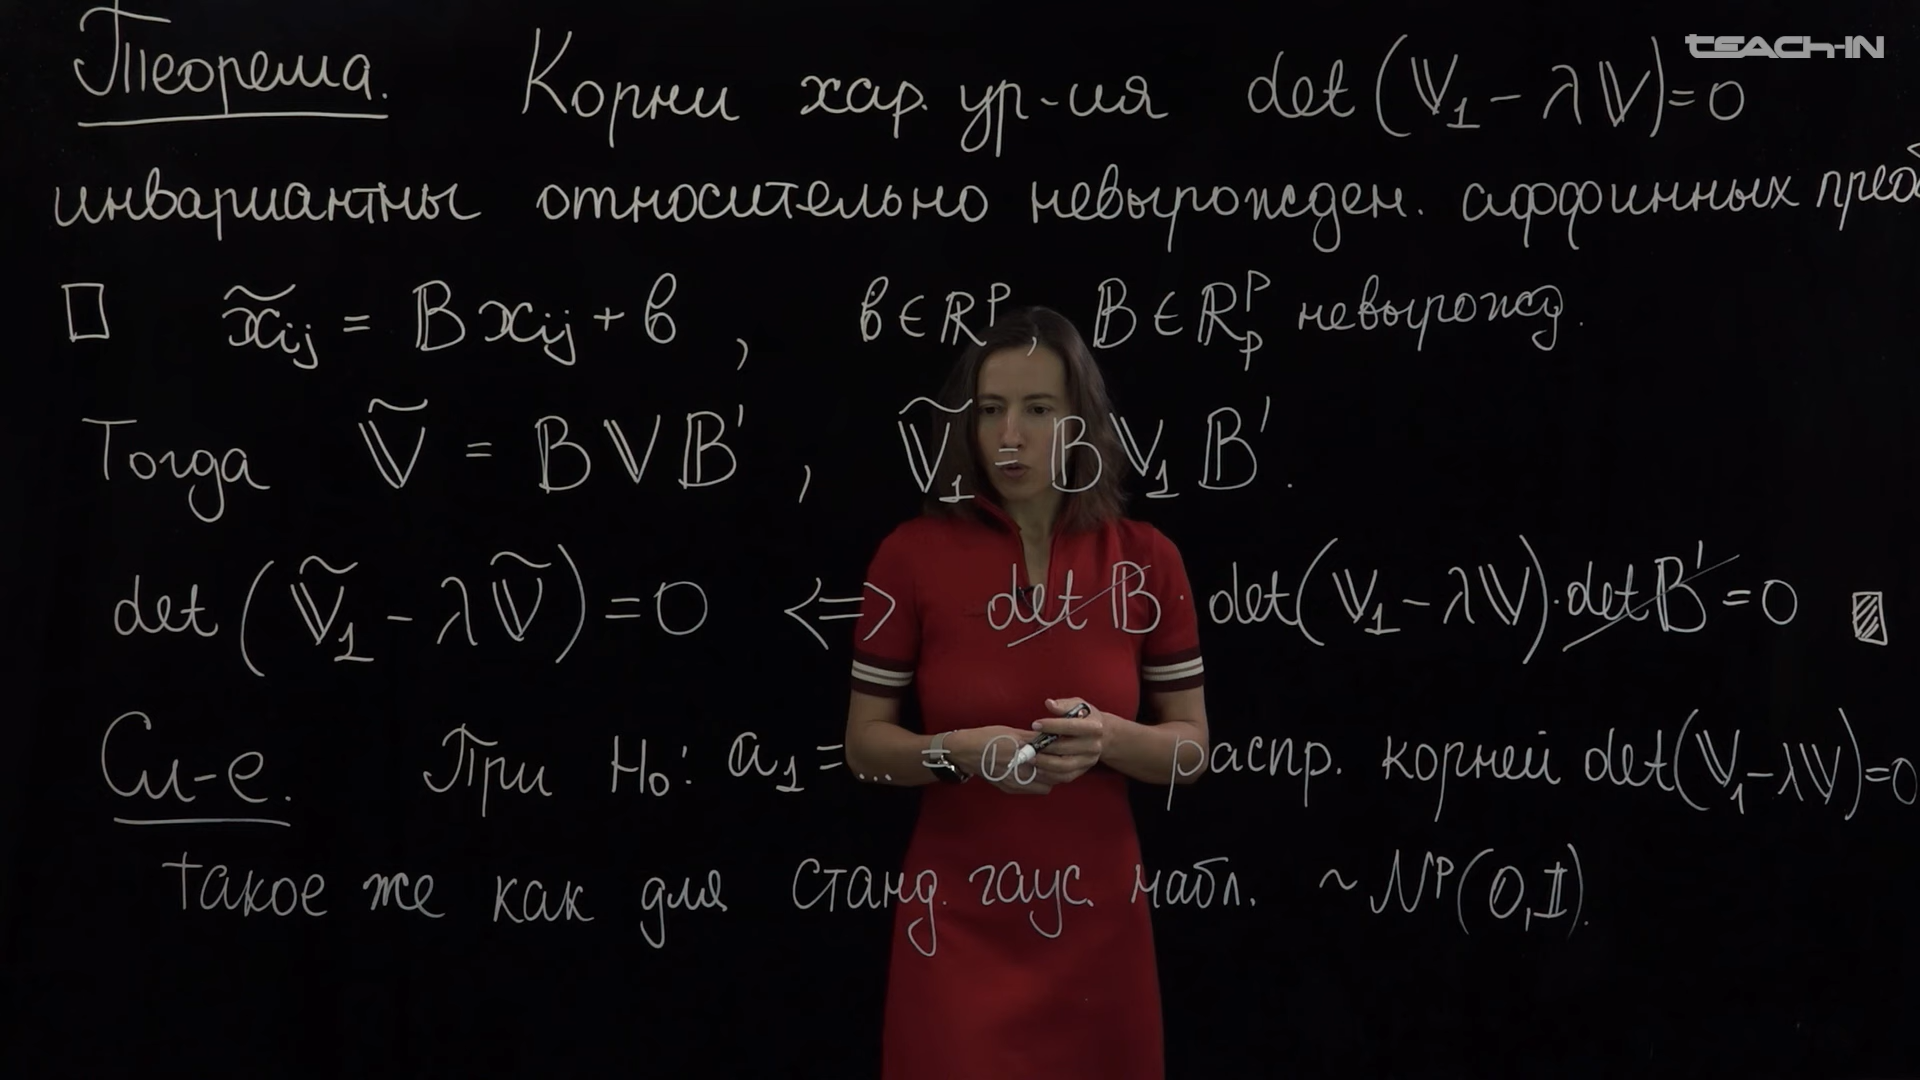 TEACH-IN
Теорема. Корни хар. ур-ия det(𝕍₁ - λ𝕍) = 0
инвариантны относительно невырожден. аффинных преоб
□ x̃ᵢⱼ = 𝔹xᵢⱼ + b, b ∈ ℝᵖ, 𝔹 ∈ ℝᵖₚ невырожд.
Тогда 𝕍̃ = 𝔹𝕍𝔹', 𝕍̃₁ = 𝔹𝕍₁𝔹'.
det(𝕍̃₁ - λ𝕍̃) = 0 <=> det 𝔹 · det(𝕍₁ - λ𝕍) · det 𝔹' = 0 ▨
Сл-е. При H₀: a₁ = ... = a распр. корней det(𝕍₁ - λ𝕍) = 0
такое же как для станд. гаус. набл. ~ 𝒩ᵖ(0, 𝕀).